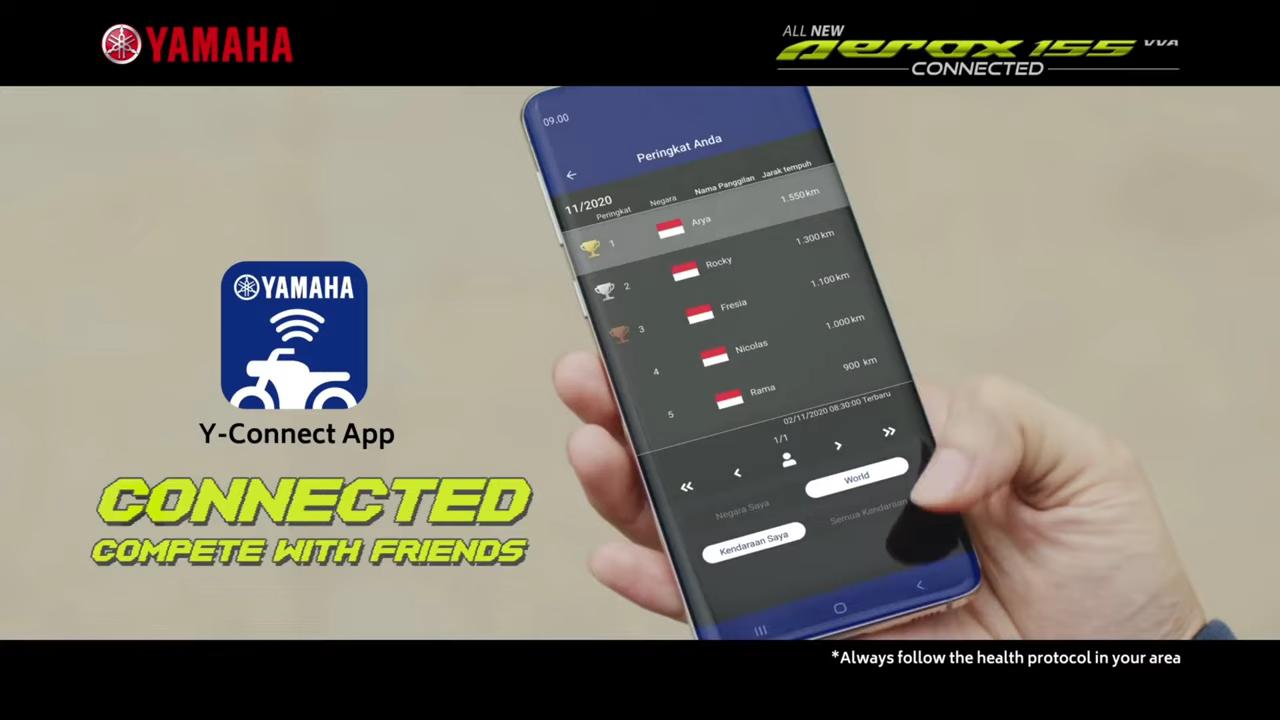 YAMAHA
ALL NEW
Aerox 155 VVA
CONNECTED
09.00
Peringkat Anda
11/2020
Peringkat Negara Nama Panggilan Jarak tempuh
1 Arya 1.550 km
2 Rocky 1.300 km
3 Fresia 1.100 km
4 Nicolas 1.000 km
5 Rama 900 km
02/11/2020 08:30:00 Terbaru
1/1
Negara Saya World
Kendaraan Saya Semua Kendaraan
YAMAHA
Y-Connect App
CONNECTED
COMPETE WITH FRIENDS
*Always follow the health protocol in your area